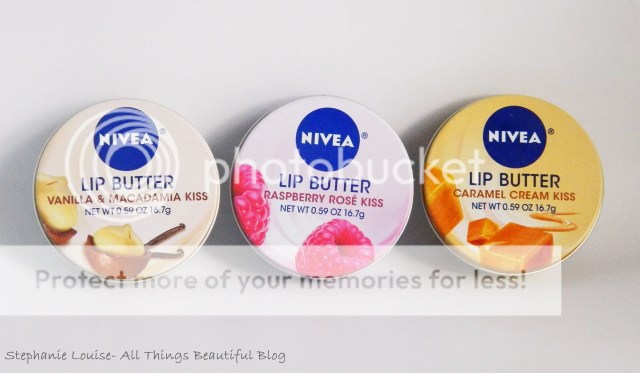 NIVEA®
LIP BUTTER
VANILLA & MACADAMIA KISS
NET WT 0.59 OZ 16.7g
NIVEA®
LIP BUTTER
RASPBERRY ROSÉ KISS
NET WT 0.59 OZ 16.7g
NIVEA®
LIP BUTTER
CARAMEL CREAM KISS
NET WT 0.59 OZ 16.7g
photobucket
Protect more of your memories for less!
Stephanie Louise- All Things Beautiful Blog